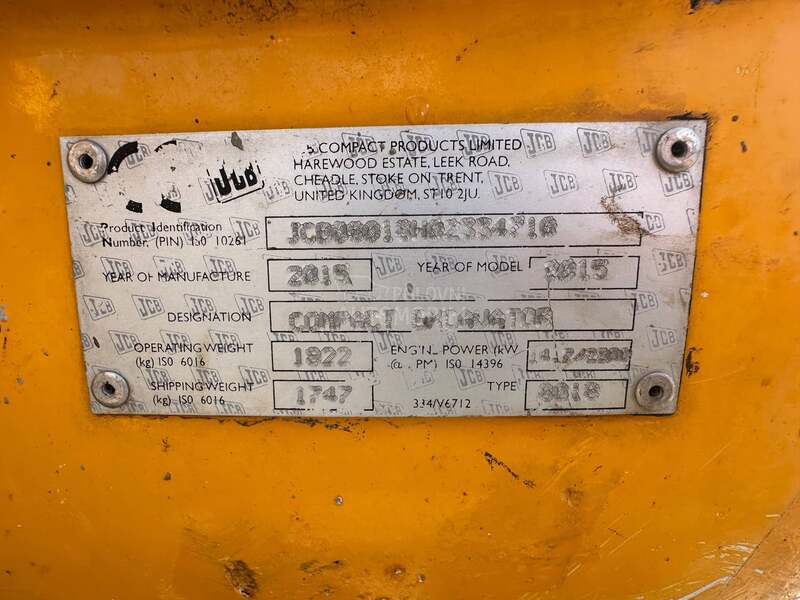 JCB
COMPACT PRODUCTS LIMITED
HAREWOOD ESTATE, LEEK ROAD,
CHEADLE, STOKE ON TRENT,
UNITED KINGDOM, ST10 2JU.
Product Identification
Number. (PIN) ISO 10261
YEAR OF MANUFACTURE 2015 YEAR OF MODEL 2015
DESIGNATION COMPACT EXCAVATOR
OPERATING WEIGHT 1822 ENGINE POWER (kW
(kg) ISO 6016 ISO 14396
SHIPPING WEIGHT 1747 TYPE 8018
(kg) ISO 6016 334/V6712